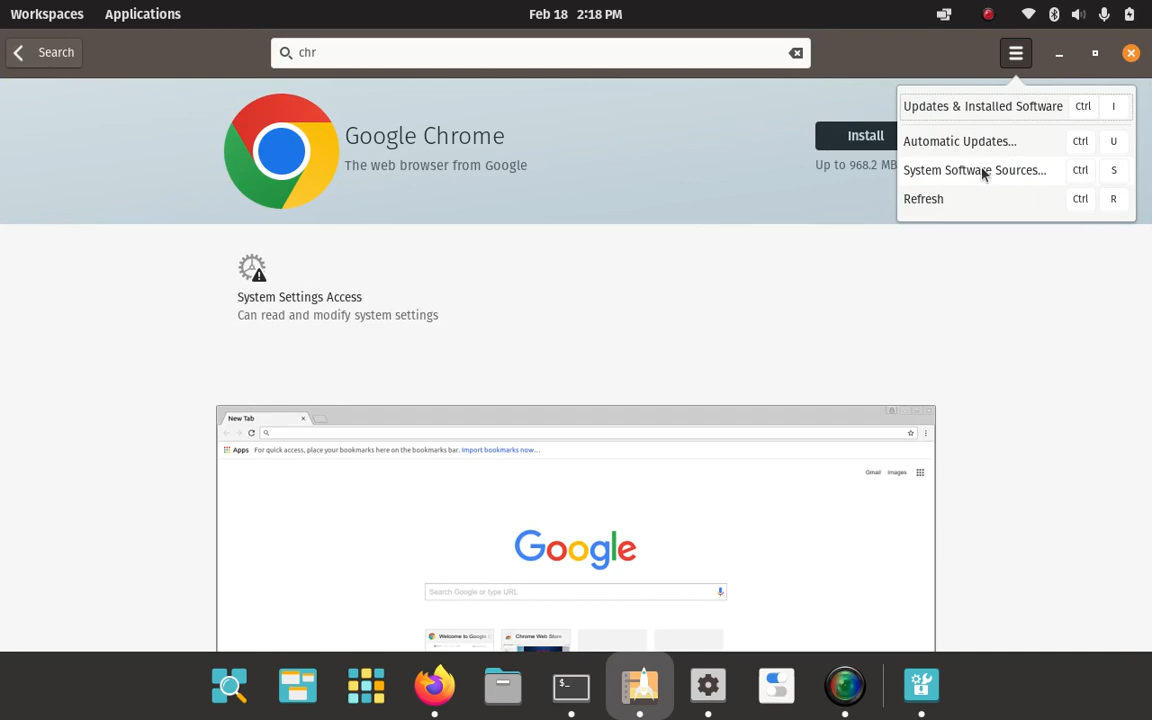 Workspaces Applications Feb 18 2:18 PM
Search chr
Updates & Installed Software Ctrl I
Google Chrome
The web browser from Google
Install
Up to 968.2 MB
Automatic Updates... Ctrl U
System Software Sources... Ctrl S
Refresh Ctrl R
System Settings Access
Can read and modify system settings
New Tab
Apps For quick access, place your bookmarks here on the bookmarks bar. Import bookmarks now...
Gmail Images
Google
Search Google or type URL
Welcome to Google
Chrome Web Store
$_